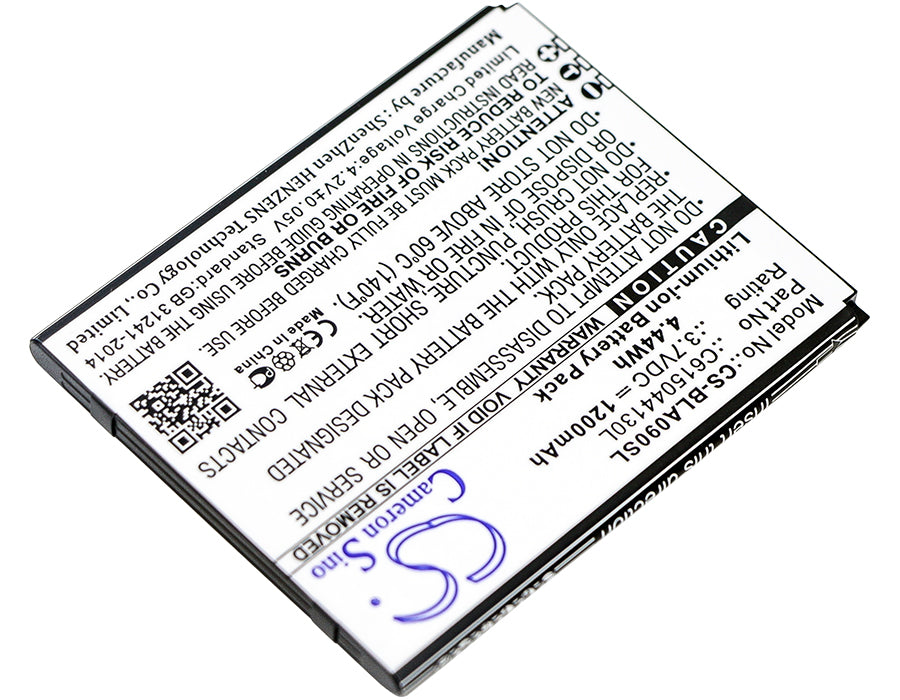 Cameron Sino
CS
Model No.:CS-BLA090SL
Part No .:C615044130L
Rating .:3.7VDC ⎓ 1200mAh
4.44Wh
Lithium-ion Battery Pack
CAUTION WARRANTY VOID IF LABEL IS REMOVED
•DO NOT ATTEMPT TO DISASSEMBLE, OPEN OR SERVICE
THE BATTERY PACK.
•REPLACE ONLY WITH THE BATTERY PACK DESIGNATED
FOR THE PRODUCT.
•DO NOT CRUSH, PUNCTURE, SHORT EXTERNAL CONTACTS
OR DISPOSE OF IN FIRE OR WATER.
•DO NOT STORE ABOVE 60°C (140°F).
ATTENTION!
NEW BATTERY PACK MUST BE FULLY CHARGED BEFORE USE.
TO REDUCE RISK OF FIRE OR BURNS
READ INSTRUCTIONS IN OPERATING GUIDE BEFORE USING THE BATTERY.
Limited Charge Voltage:4.2V±0.05V Standard:GB 31241-2014
Manufacture by:ShenZhen HENZENS Technology Co., Limited
Made in China
Insert this direction